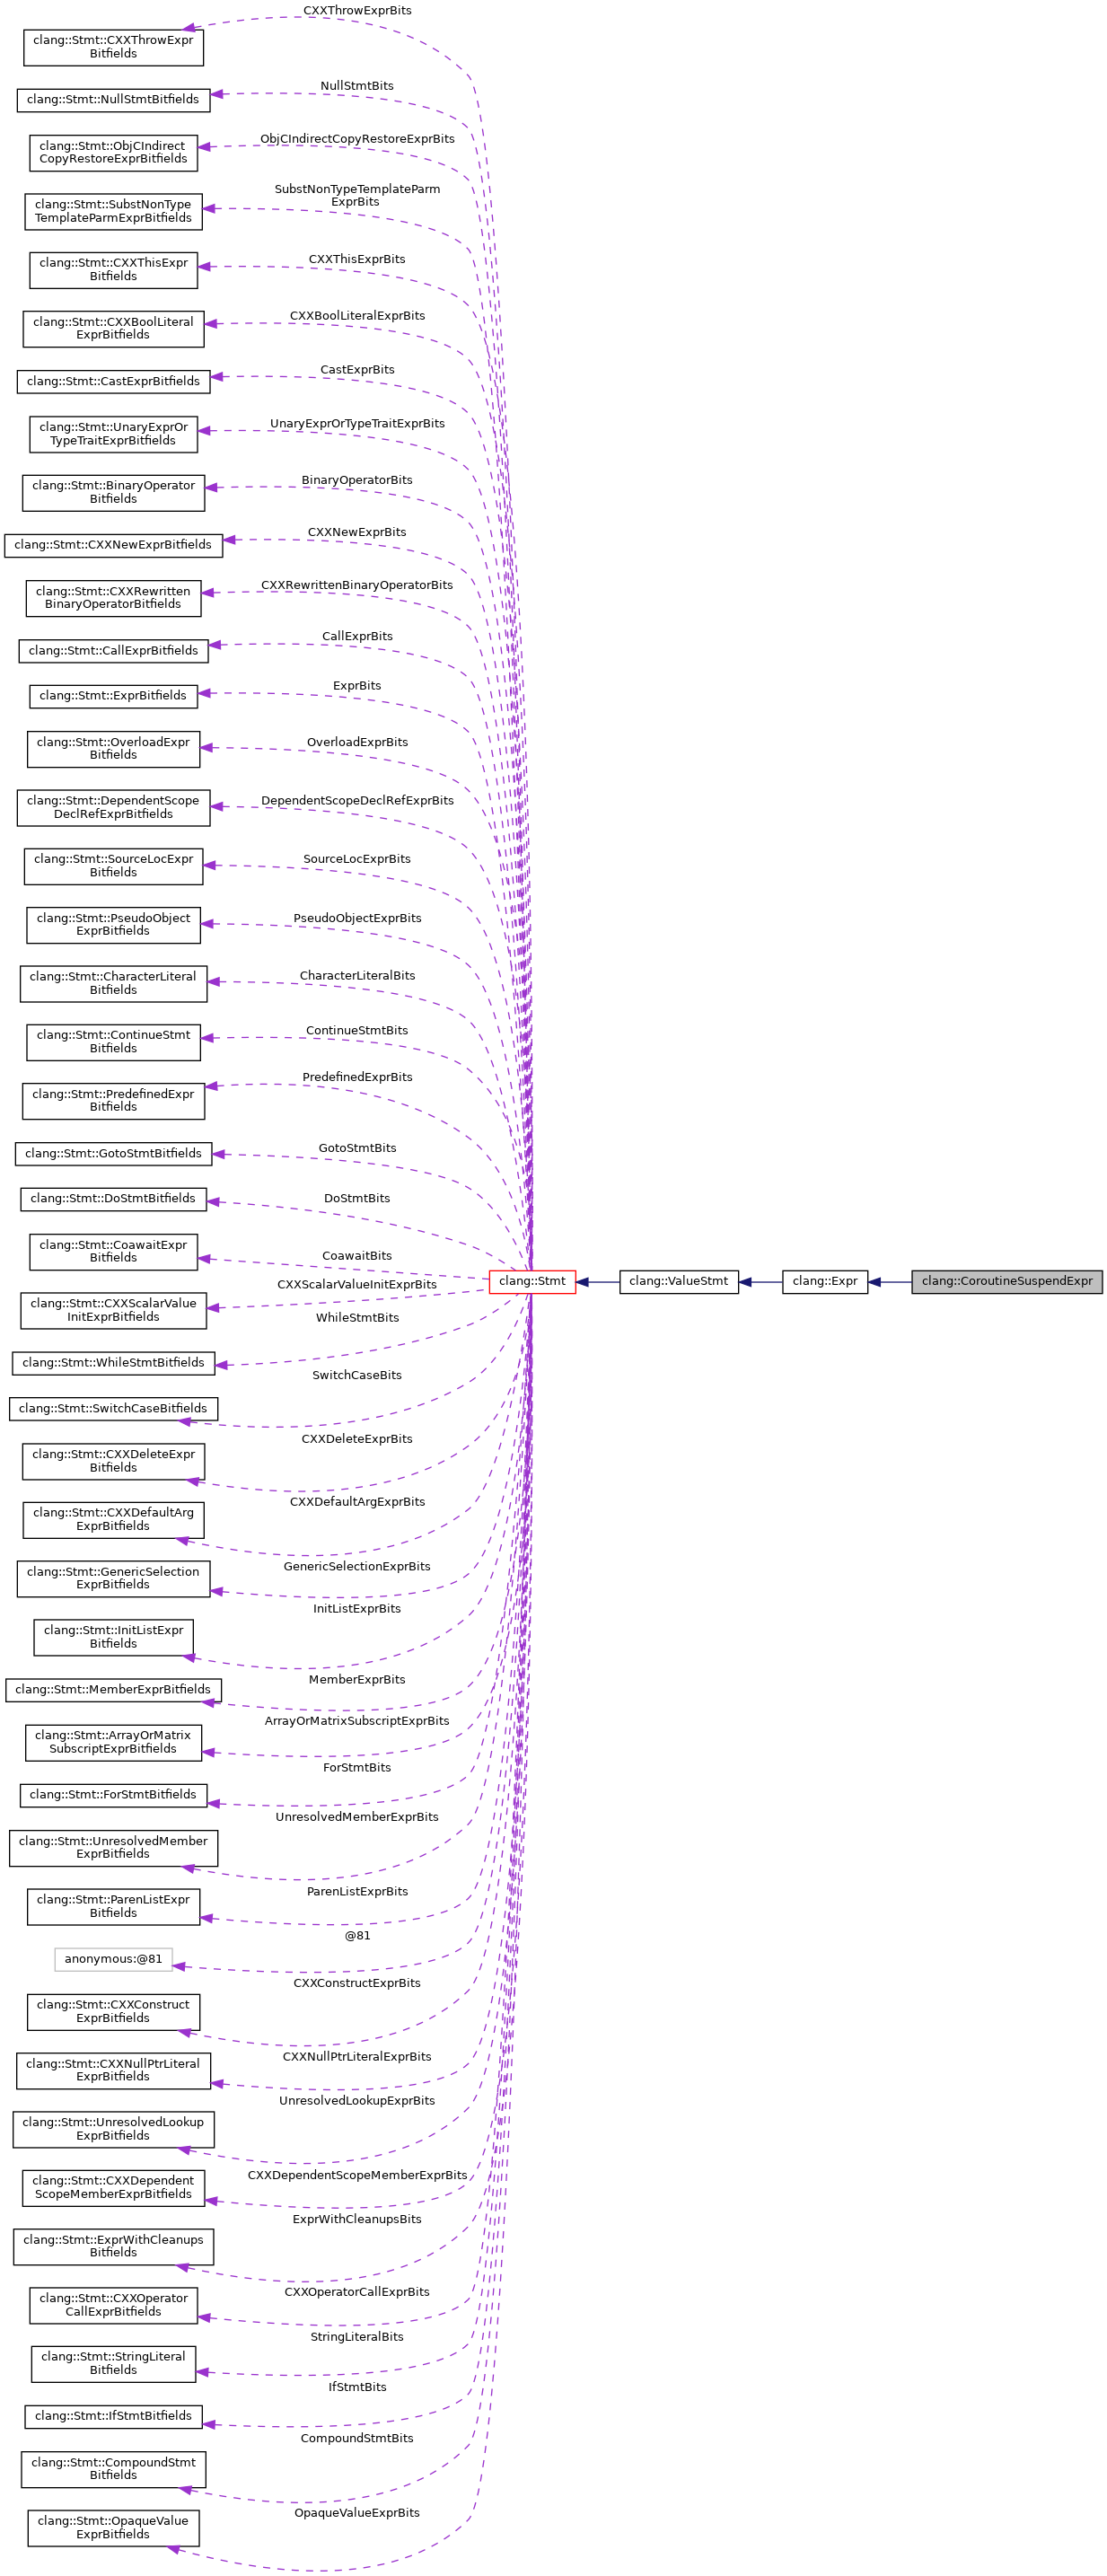 CXXThrowExprBits
clang::Stmt::CXXThrowExpr
Bitfields
NullStmtBits
clang::Stmt::NullStmtBitfields
ObjCIndirectCopyRestoreExprBits
clang::Stmt::ObjCIndirect
CopyRestoreExprBitfields
SubstNonTypeTemplateParm
ExprBits
clang::Stmt::SubstNonType
TemplateParmExprBitfields
CXXThisExprBits
clang::Stmt::CXXThisExpr
Bitfields
CXXBoolLiteralExprBits
clang::Stmt::CXXBoolLiteral
ExprBitfields
CastExprBits
clang::Stmt::CastExprBitfields
UnaryExprOrTypeTraitExprBits
clang::Stmt::UnaryExprOr
TypeTraitExprBitfields
BinaryOperatorBits
clang::Stmt::BinaryOperator
Bitfields
CXXNewExprBits
clang::Stmt::CXXNewExprBitfields
CXXRewrittenBinaryOperatorBits
clang::Stmt::CXXRewritten
BinaryOperatorBitfields
CallExprBits
clang::Stmt::CallExprBitfields
ExprBits
clang::Stmt::ExprBitfields
OverloadExprBits
clang::Stmt::OverloadExpr
Bitfields
DependentScopeDeclRefExprBits
clang::Stmt::DependentScope
DeclRefExprBitfields
SourceLocExprBits
clang::Stmt::SourceLocExpr
Bitfields
PseudoObjectExprBits
clang::Stmt::PseudoObject
ExprBitfields
CharacterLiteralBits
clang::Stmt::CharacterLiteral
Bitfields
ContinueStmtBits
clang::Stmt::ContinueStmt
Bitfields
PredefinedExprBits
clang::Stmt::PredefinedExpr
Bitfields
GotoStmtBits
clang::Stmt::GotoStmtBitfields
DoStmtBits
clang::Stmt::DoStmtBitfields
CoawaitBits
clang::Stmt::CoawaitExpr
Bitfields
clang::Stmt
clang::ValueStmt
clang::Expr
clang::CoroutineSuspendExpr
CXXScalarValueInitExprBits
clang::Stmt::CXXScalarValue
InitExprBitfields
WhileStmtBits
clang::Stmt::WhileStmtBitfields
SwitchCaseBits
clang::Stmt::SwitchCaseBitfields
CXXDeleteExprBits
clang::Stmt::CXXDeleteExpr
Bitfields
CXXDefaultArgExprBits
clang::Stmt::CXXDefaultArg
ExprBitfields
GenericSelectionExprBits
clang::Stmt::GenericSelection
ExprBitfields
InitListExprBits
clang::Stmt::InitListExpr
Bitfields
MemberExprBits
clang::Stmt::MemberExprBitfields
ArrayOrMatrixSubscriptExprBits
clang::Stmt::ArrayOrMatrix
SubscriptExprBitfields
ForStmtBits
clang::Stmt::ForStmtBitfields
UnresolvedMemberExprBits
clang::Stmt::UnresolvedMember
ExprBitfields
ParenListExprBits
clang::Stmt::ParenListExpr
Bitfields
@81
anonymous:@81
CXXConstructExprBits
clang::Stmt::CXXConstruct
ExprBitfields
CXXNullPtrLiteralExprBits
clang::Stmt::CXXNullPtrLiteral
ExprBitfields
UnresolvedLookupExprBits
clang::Stmt::UnresolvedLookup
ExprBitfields
CXXDependentScopeMemberExprBits
clang::Stmt::CXXDependent
ScopeMemberExprBitfields
ExprWithCleanupsBits
clang::Stmt::ExprWithCleanups
Bitfields
CXXOperatorCallExprBits
clang::Stmt::CXXOperator
CallExprBitfields
StringLiteralBits
clang::Stmt::StringLiteral
Bitfields
IfStmtBits
clang::Stmt::IfStmtBitfields
CompoundStmtBits
clang::Stmt::CompoundStmt
Bitfields
OpaqueValueExprBits
clang::Stmt::OpaqueValue
ExprBitfields